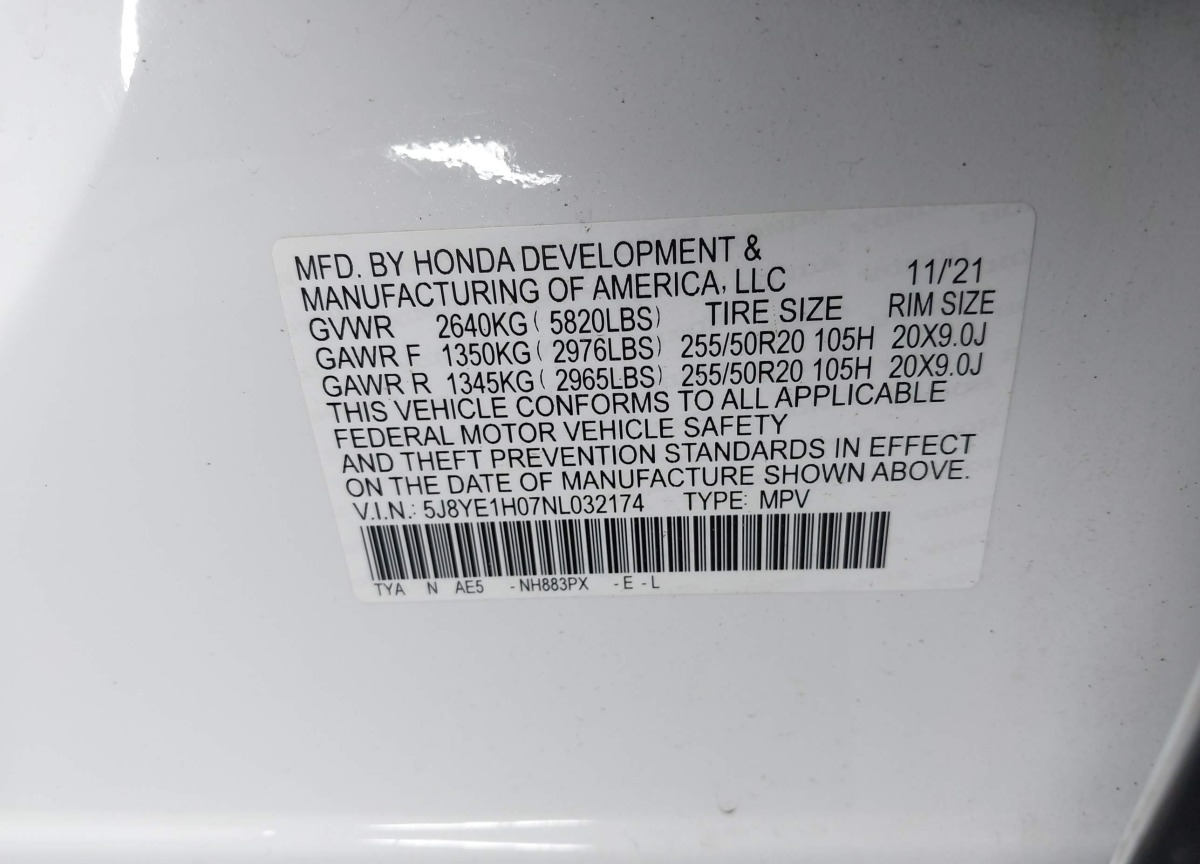 MFD. BY HONDA DEVELOPMENT &
MANUFACTURING OF AMERICA, LLC 11/'21
GVWR 2640KG ( 5820LBS) TIRE SIZE RIM SIZE
GAWR F 1350KG ( 2976LBS) 255/50R20 105H 20X9.0J
GAWR R 1345KG ( 2965LBS) 255/50R20 105H 20X9.0J
THIS VEHICLE CONFORMS TO ALL APPLICABLE
FEDERAL MOTOR VEHICLE SAFETY
AND THEFT PREVENTION STANDARDS IN EFFECT
ON THE DATE OF MANUFACTURE SHOWN ABOVE.
V.I.N.: 5J8YE1H07NL032174 TYPE: MPV
TYA N AE5 -NH883PX -E -L